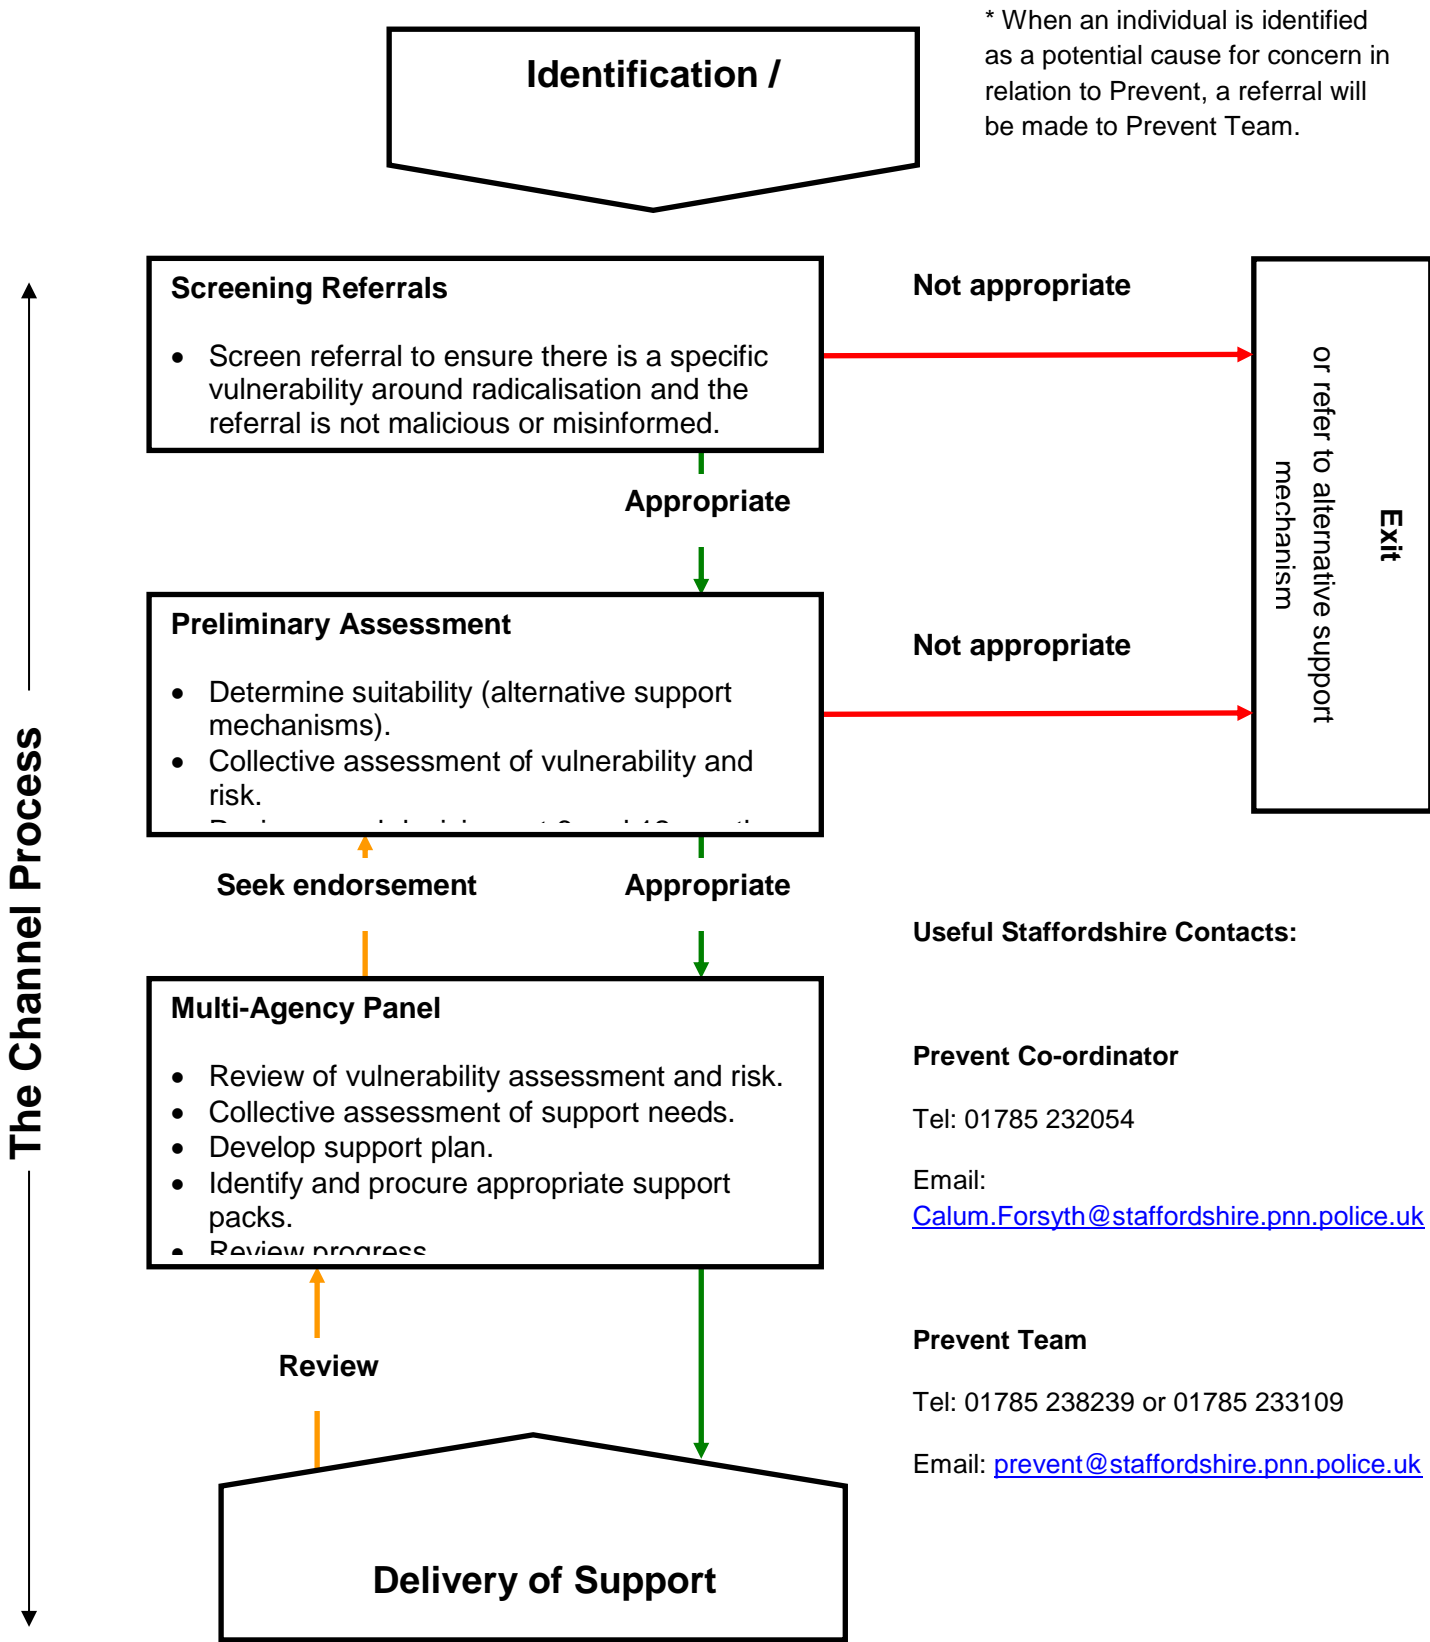 * When an individual is identified
as a potential cause for concern in
relation to Prevent, a referral will
be made to Prevent Team.
Identification /
The Channel Process
Screening Referrals
• Screen referral to ensure there is a specific
vulnerability around radicalisation and the
referral is not malicious or misinformed.
Not appropriate
Exit
or refer to alternative support
mechanism
Appropriate
Preliminary Assessment
• Determine suitability (alternative support
mechanisms).
• Collective assessment of vulnerability and
risk.
Not appropriate
Seek endorsement
Appropriate
Multi-Agency Panel
• Review of vulnerability assessment and risk.
• Collective assessment of support needs.
• Develop support plan.
• Identify and procure appropriate support
packs.
• Review progress
Review
Delivery of Support
Useful Staffordshire Contacts:
Prevent Co-ordinator
Tel: 01785 232054
Email:
Calum.Forsyth@staffordshire.pnn.police.uk
Prevent Team
Tel: 01785 238239 or 01785 233109
Email: prevent@staffordshire.pnn.police.uk